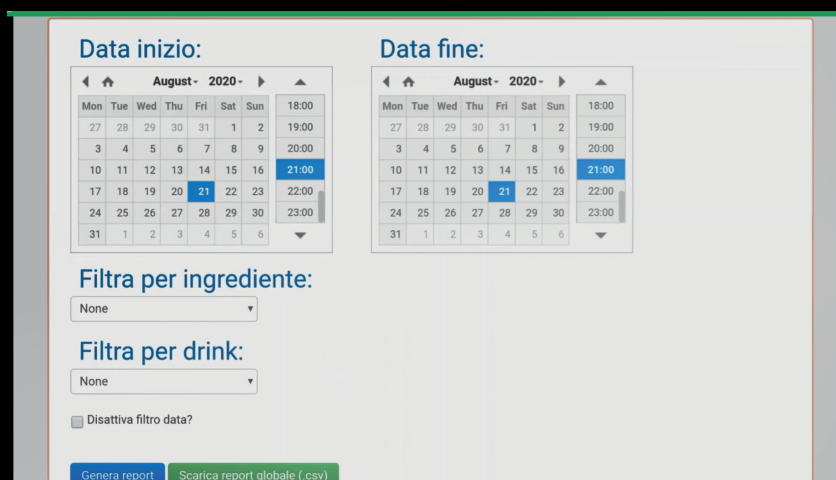 Data inizio:
August 2020
Mon Tue Wed Thu Fri Sat Sun
27 28 29 30 31 1 2
3 4 5 6 7 8 9
10 11 12 13 14 15 16
17 18 19 20 21 22 23
24 25 26 27 28 29 30
31 1 2 3 4 5 6
18:00
19:00
20:00
21:00
22:00
23:00
Data fine:
August 2020
Mon Tue Wed Thu Fri Sat Sun
27 28 29 30 31 1 2
3 4 5 6 7 8 9
10 11 12 13 14 15 16
17 18 19 20 21 22 23
24 25 26 27 28 29 30
31 1 2 3 4 5 6
18:00
19:00
20:00
21:00
22:00
23:00
Filtra per ingrediente:
None
Filtra per drink:
None
Disattiva filtro data?
Genera report
Scarica report globale (.csv)